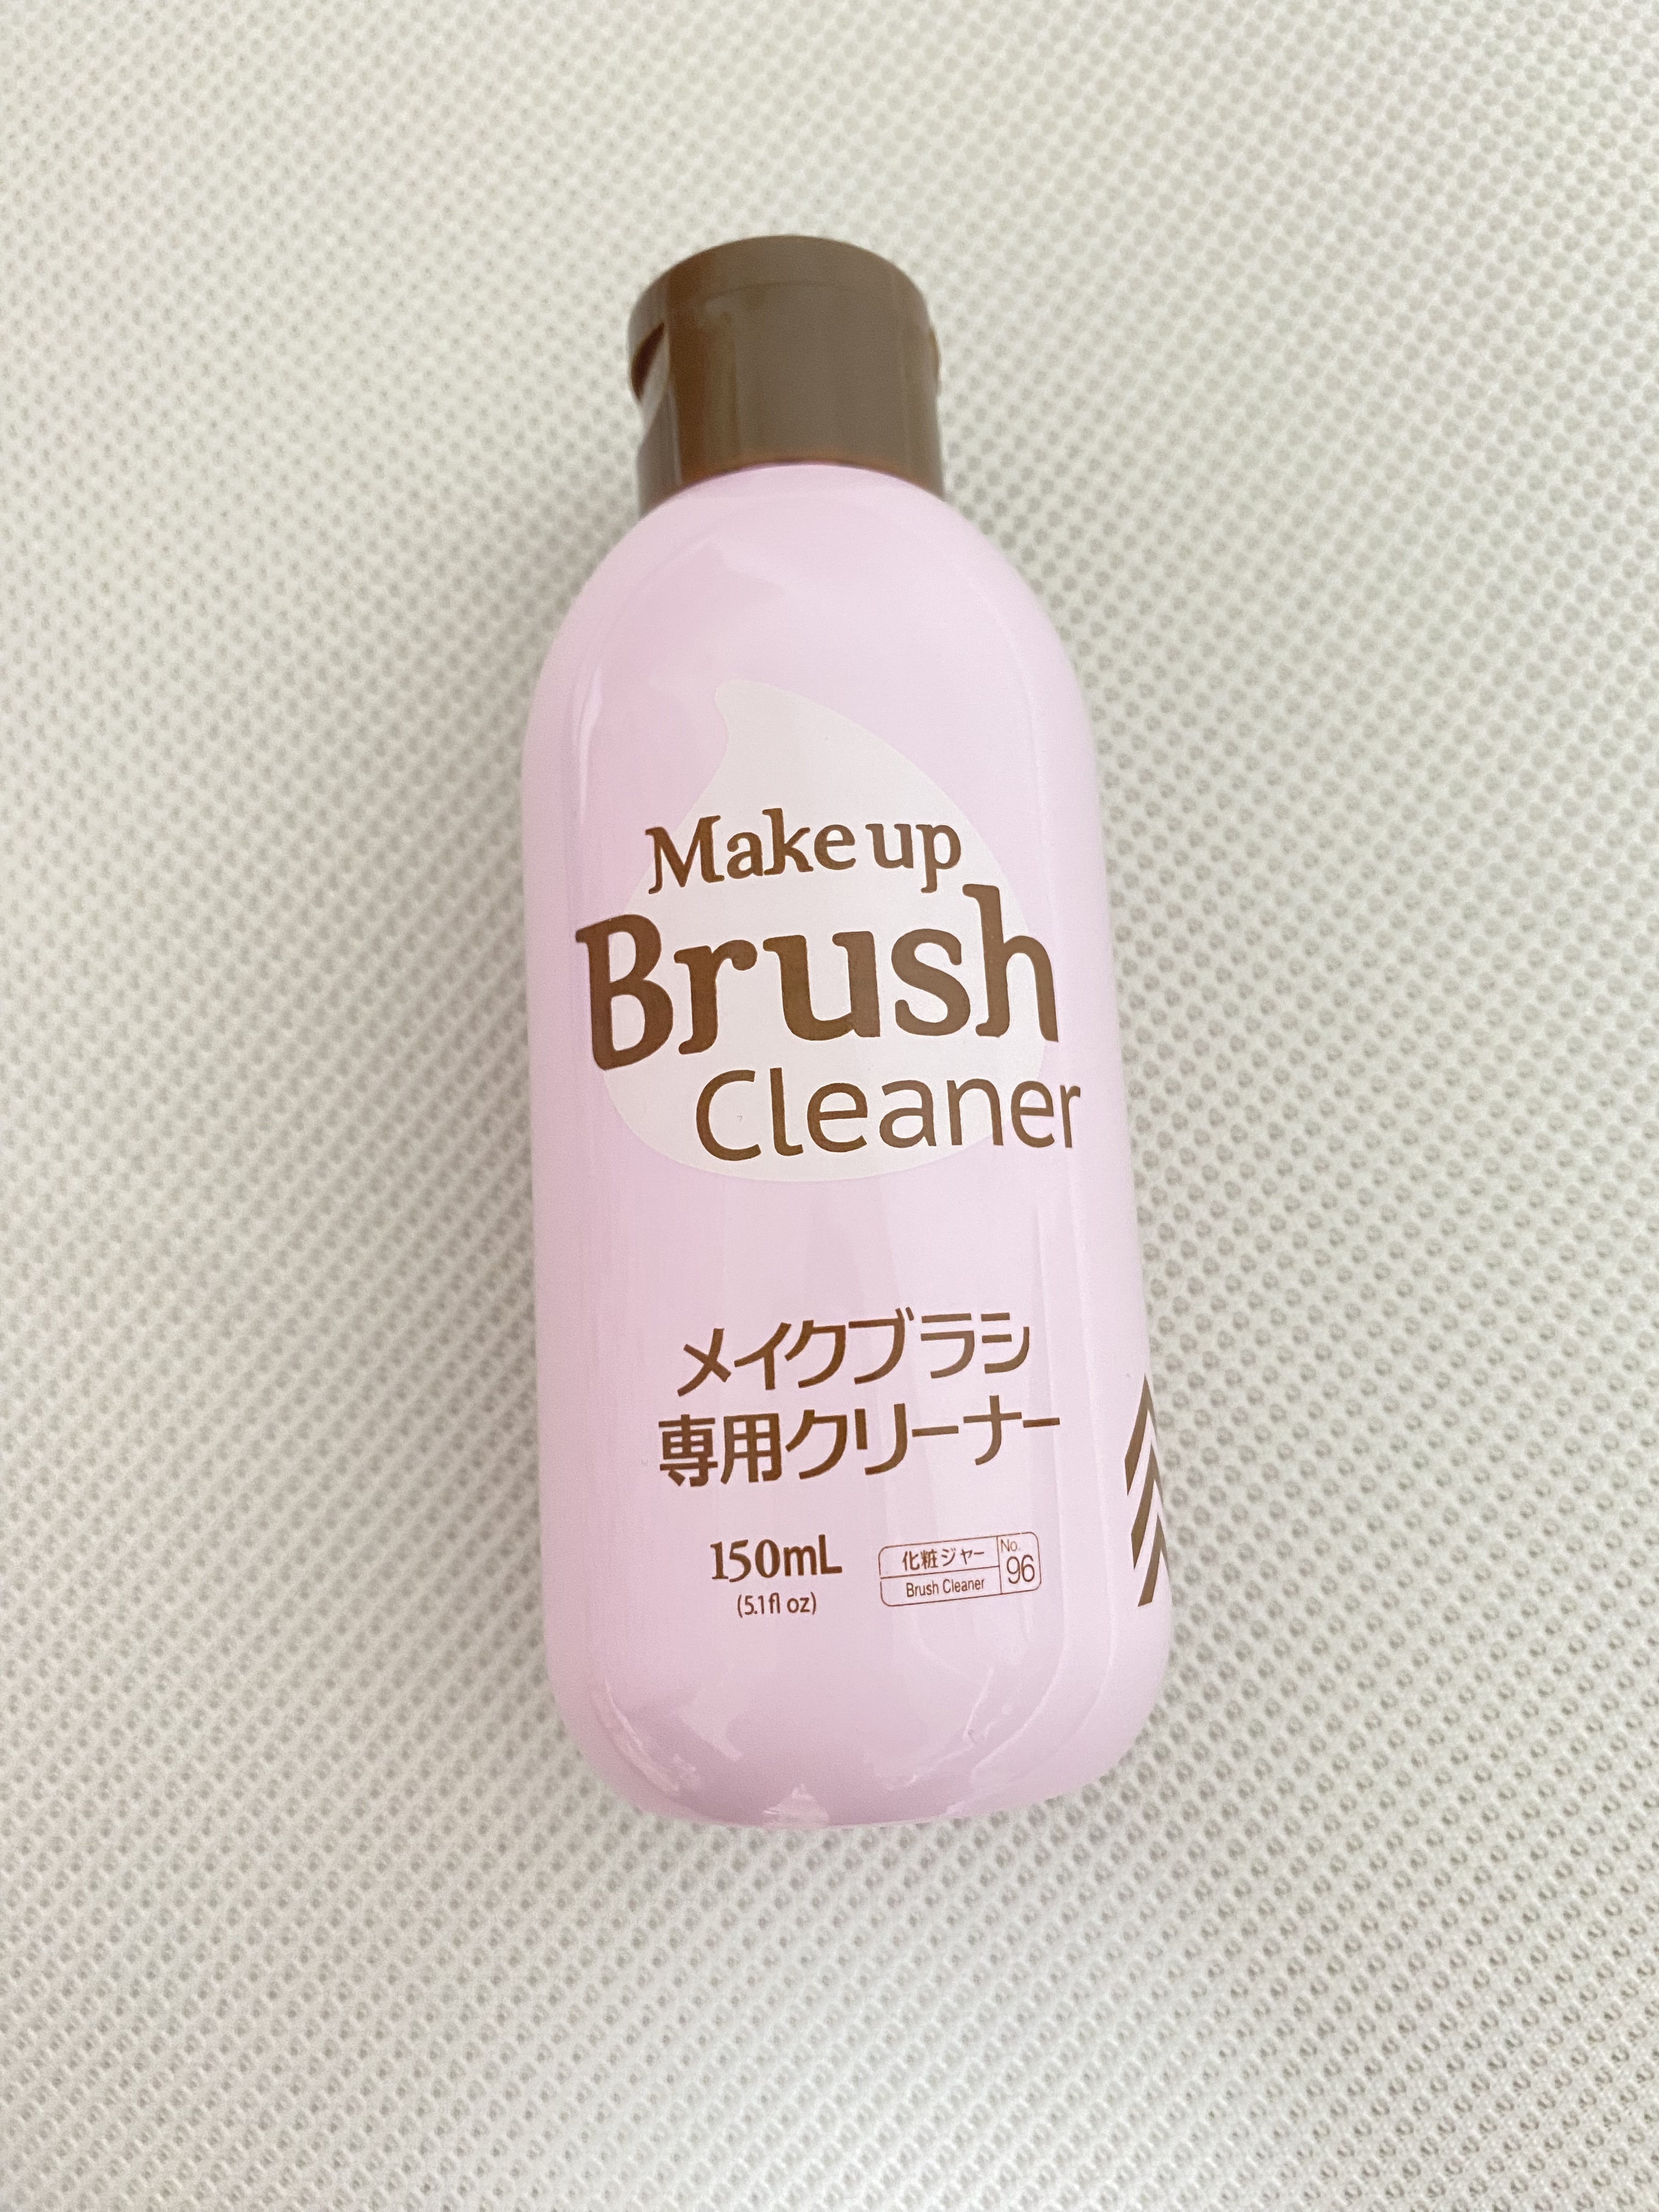 Make up
Brush
Cleaner
メイクブラシ
専用クリーナー
150mL
(5.1fl oz)
化粧ジャー
Brush Cleaner
No.
96